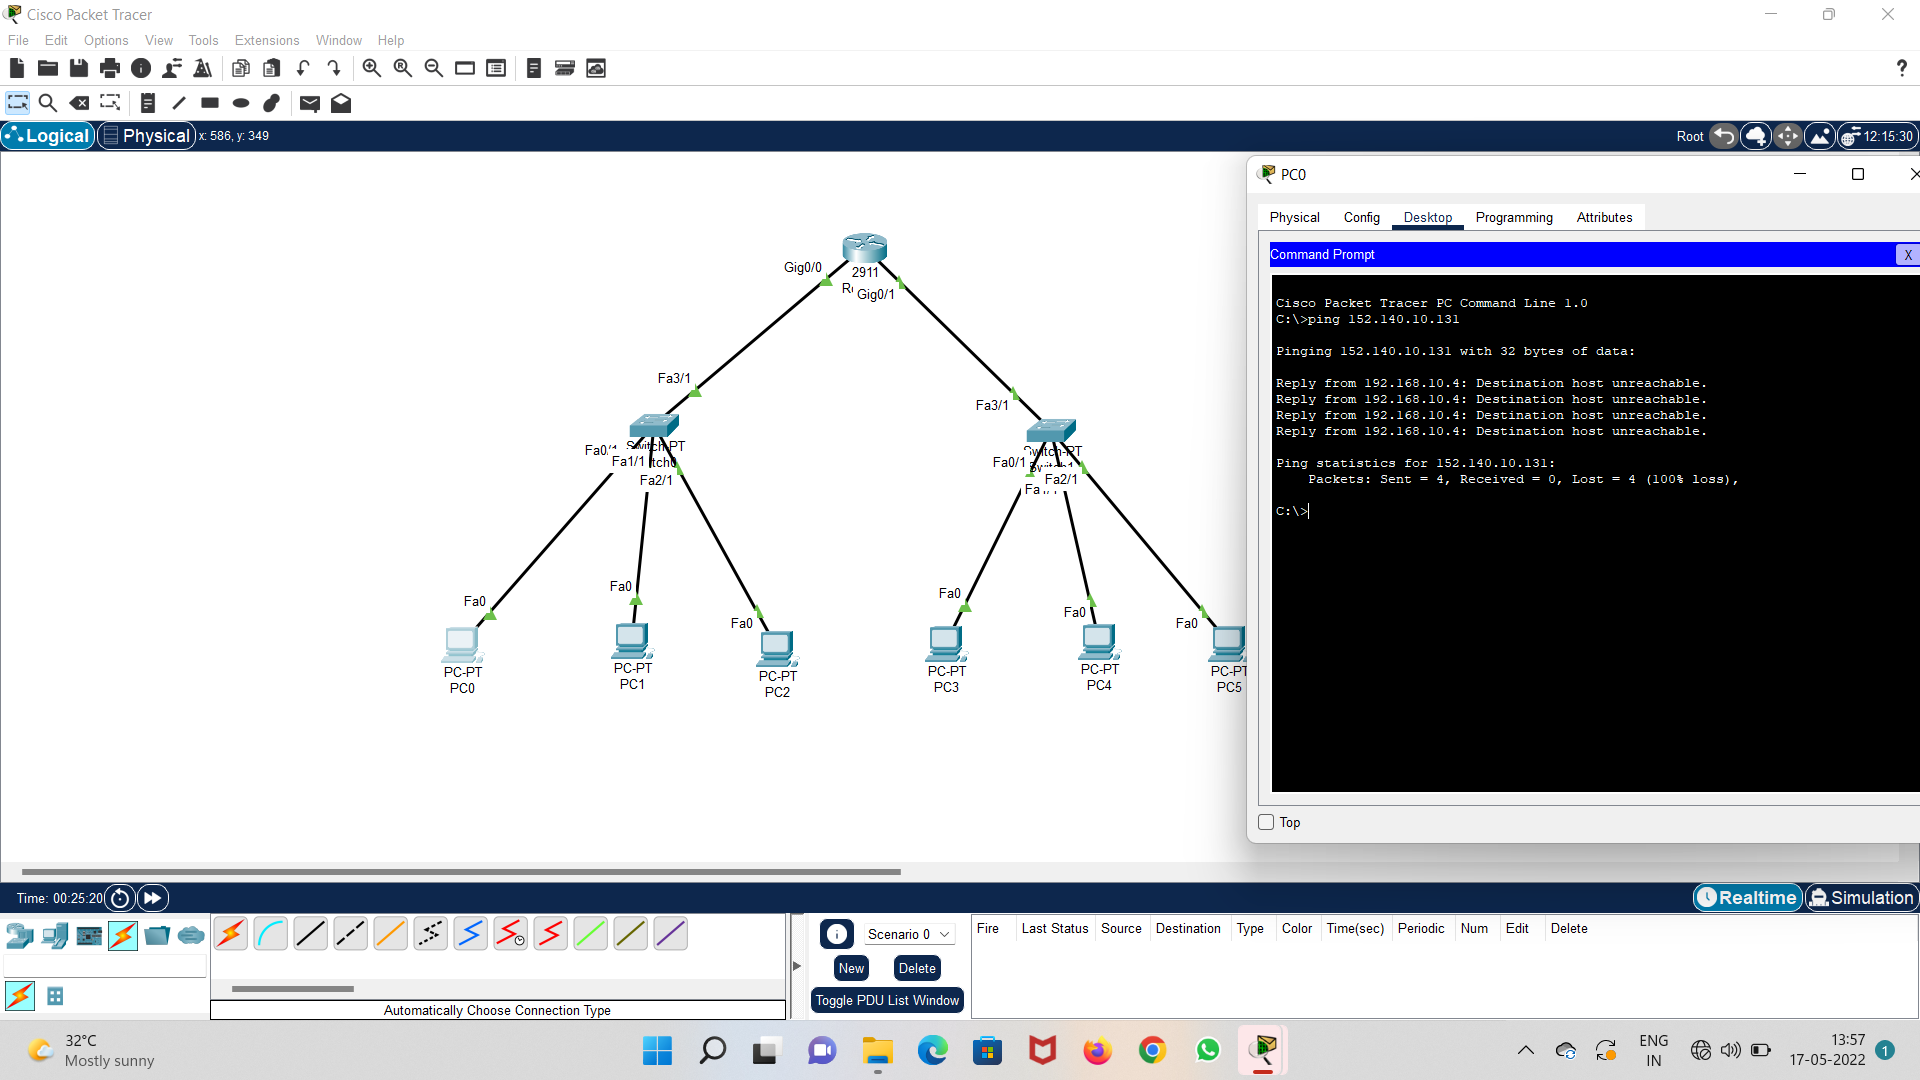 Cisco Packet Tracer
File Edit Options View Tools Extensions Window Help
Logical Physical x: 586, y: 349
Root 12:15:30
2911
Gig0/0
Gig0/1
Fa3/1
Fa3/1
Switch-PT
Fa0/1
Fa1/1
Fa2/1
Switch-PT
Switch1
Fa0/1
Fa2/1
Fa0
Fa0
Fa0
Fa0
Fa0
Fa0
PC-PT
PC0
PC-PT
PC1
PC-PT
PC2
PC-PT
PC3
PC-PT
PC4
PC-PT
PC5
PC0
Physical Config Desktop Programming Attributes
Command Prompt
X
Cisco Packet Tracer PC Command Line 1.0
C:\>ping 152.140.10.131
Pinging 152.140.10.131 with 32 bytes of data:
Reply from 192.168.10.4: Destination host unreachable.
Reply from 192.168.10.4: Destination host unreachable.
Reply from 192.168.10.4: Destination host unreachable.
Reply from 192.168.10.4: Destination host unreachable.
Ping statistics for 152.140.10.131:
Packets: Sent = 4, Received = 0, Lost = 4 (100% loss),
C:\>
Top
Time: 00:25:20
Realtime Simulation
Scenario 0
New Delete
Toggle PDU List Window
Fire Last Status Source Destination Type Color Time(sec) Periodic Num Edit Delete
Automatically Choose Connection Type
32°C
Mostly sunny
ENG
IN
13:57
17-05-2022
1